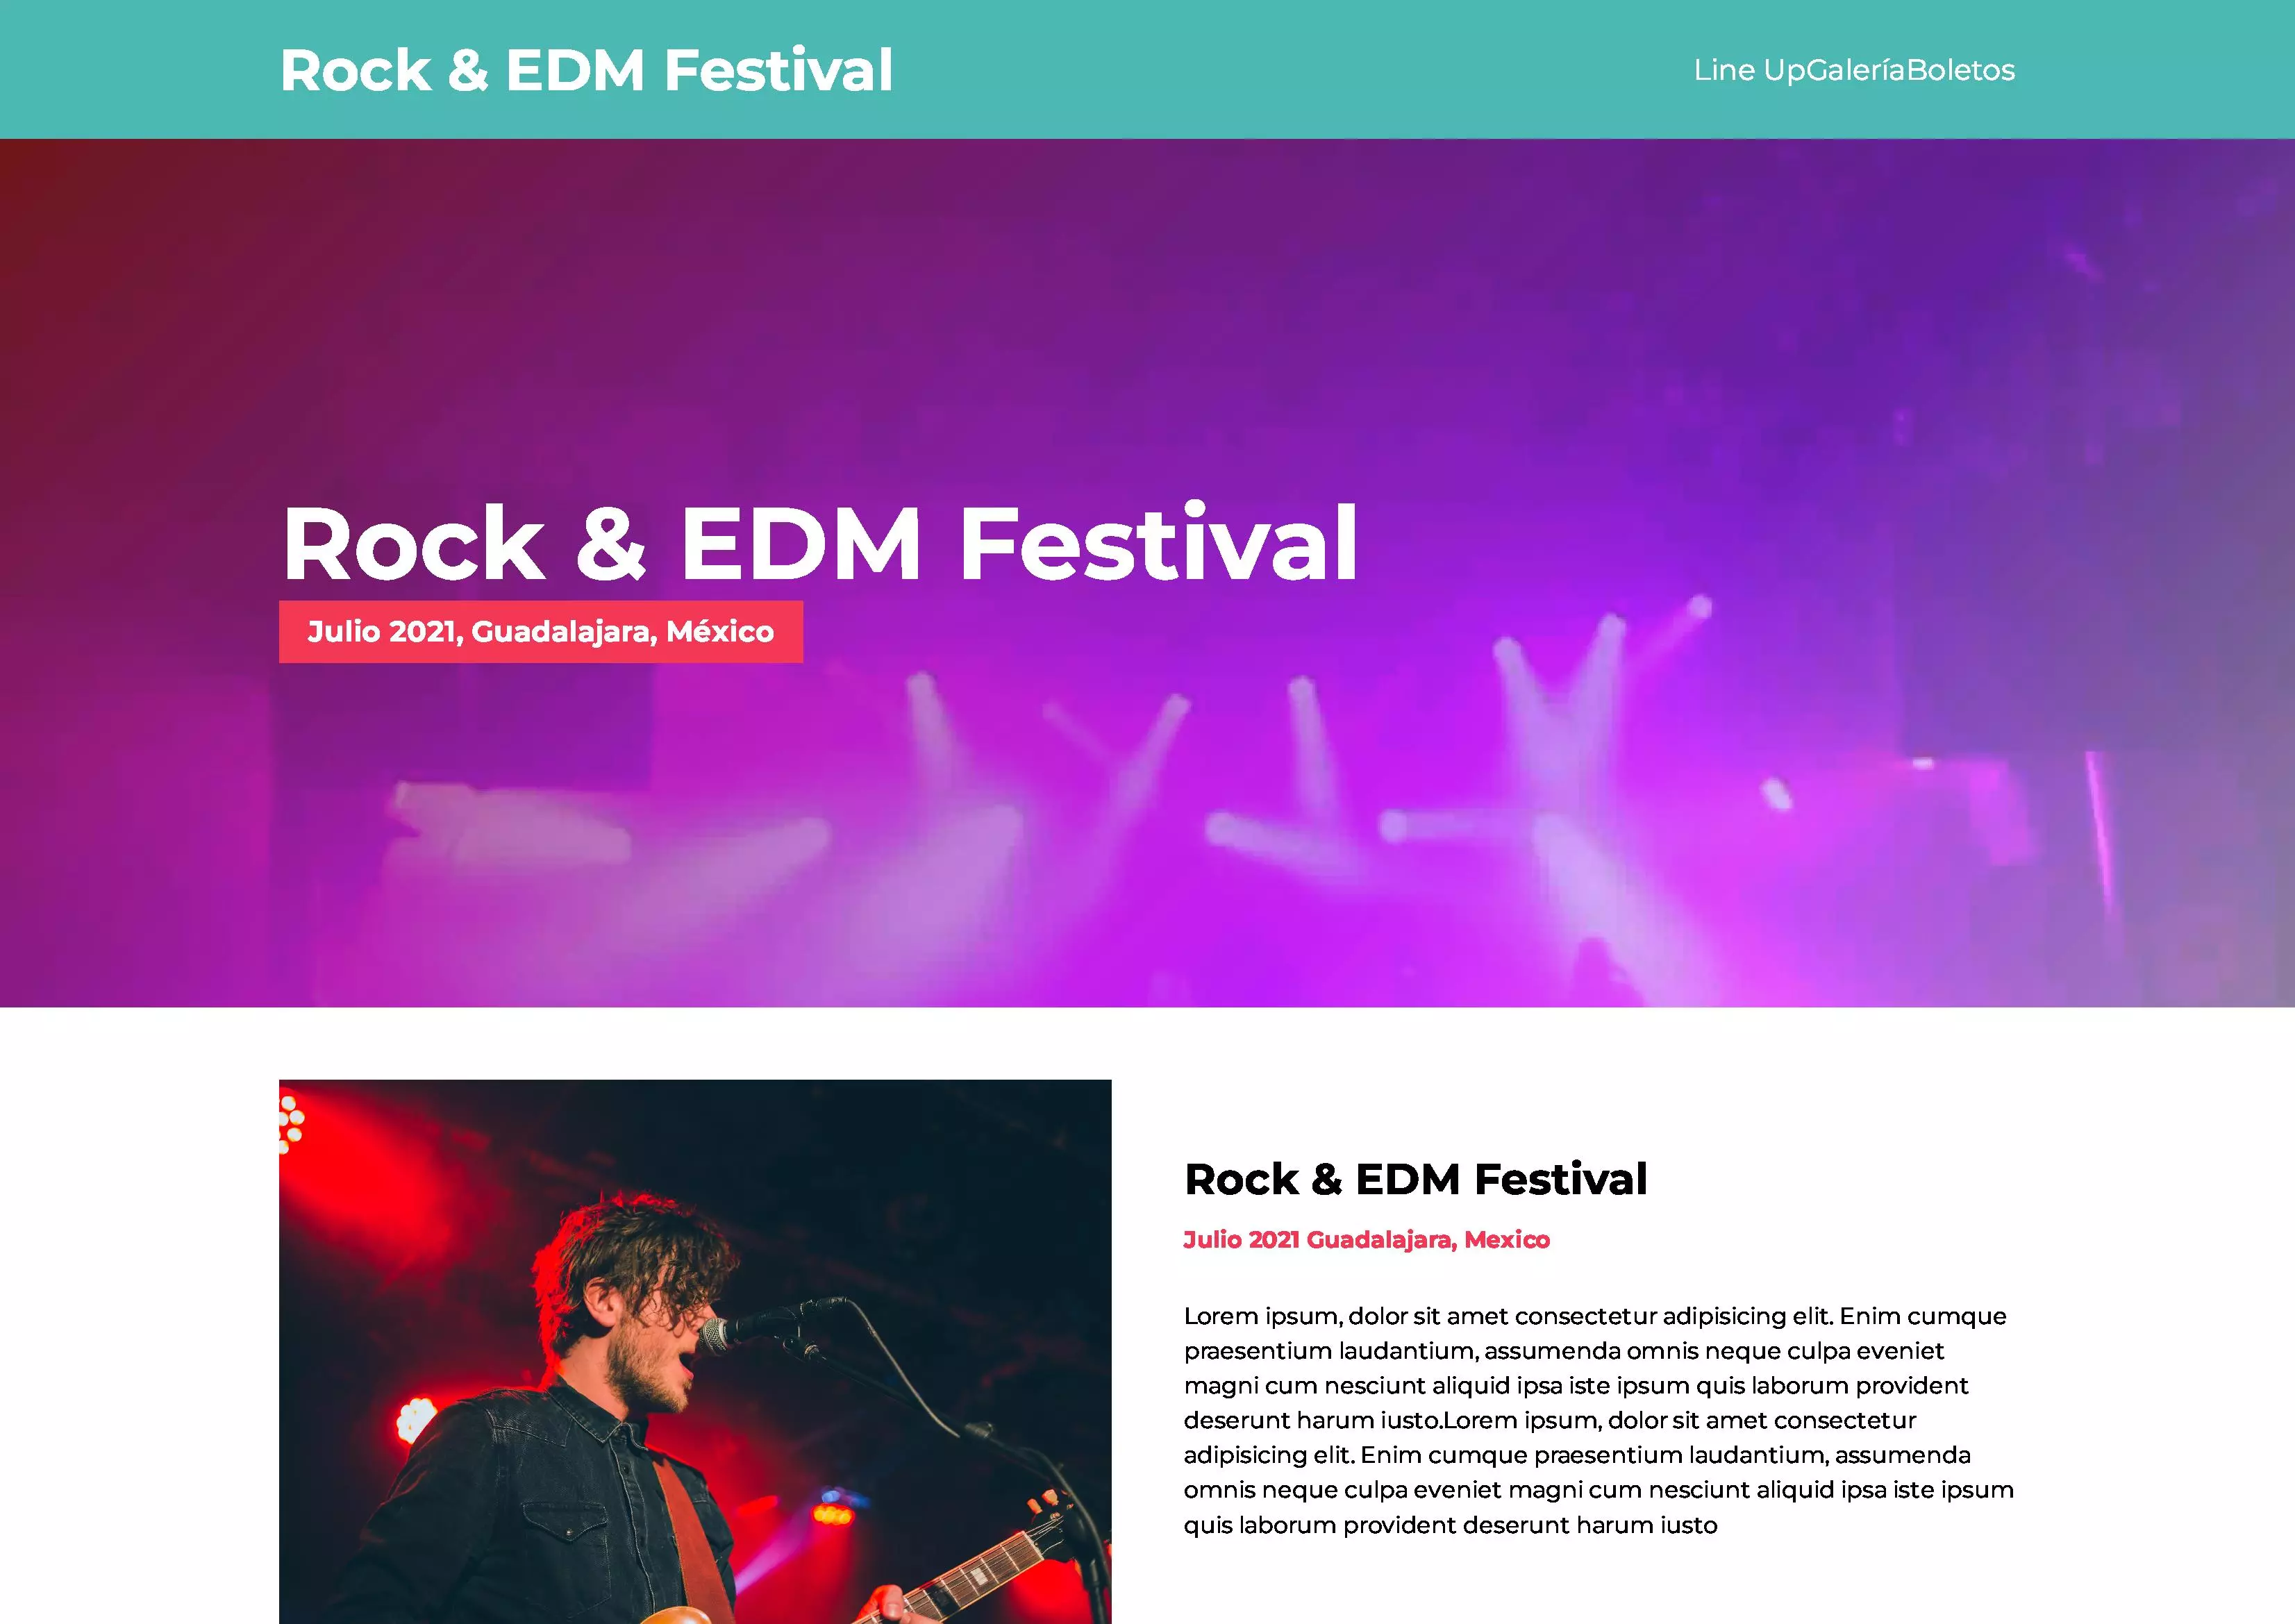 Rock & EDM Festival
Line UpGaleríaBoletos
Rock & EDM Festival
Julio 2021, Guadalajara, México
Rock & EDM Festival
Julio 2021 Guadalajara, Mexico
Lorem ipsum, dolor sit amet consectetur adipisicing elit. Enim cumque
praesentium laudantium, assumenda omnis neque culpa eveniet
magni cum nesciunt aliquid ipsa iste ipsum quis laborum provident
deserunt harum iusto.Lorem ipsum, dolor sit amet consectetur
adipisicing elit. Enim cumque praesentium laudantium, assumenda
omnis neque culpa eveniet magni cum nesciunt aliquid ipsa iste ipsum
quis laborum provident deserunt harum iusto